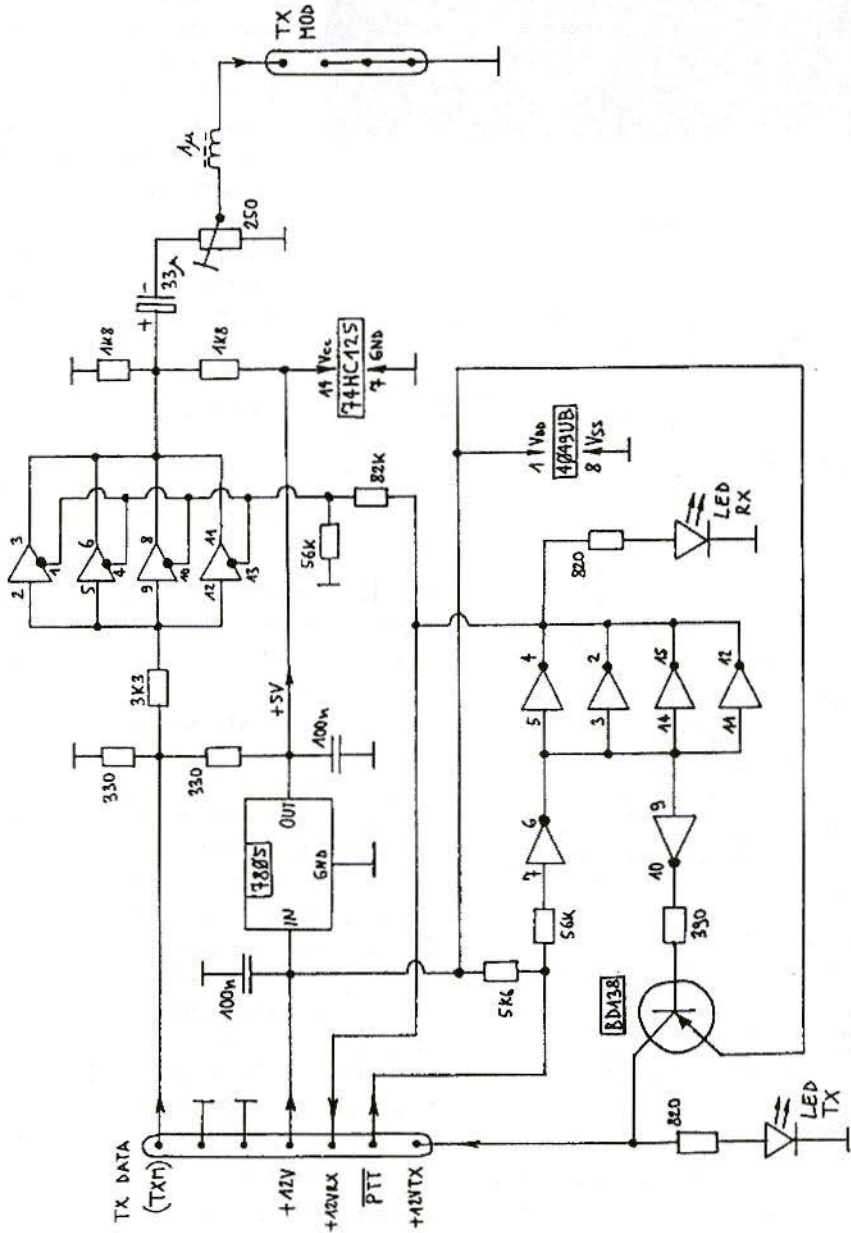 TX DATA
(TXM)
+12V
+12VRX
PTT
+12VTX
330
330
3K3
2
3
1
5
6
4
9
8
10
12
11
13
1K8
1K8
+
-
33µ
250
1µ
TX
MOD
100n
7805
IN
OUT
GND
100n
+5V
56K
82K
14 Vcc
74HC125
7 GND
1 VDD
4049UB
8 VSS
5K6
56K
7
6
5
4
3
2
14
15
11
12
9
10
390
BD138
820
LED
TX
820
LED
RX